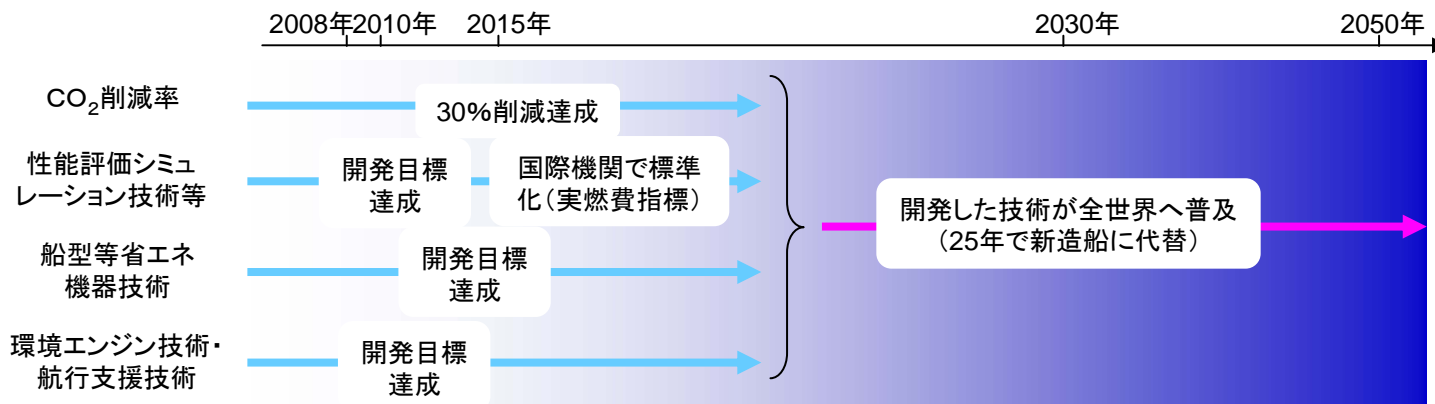 2008年 2010年 2015年 2030年 2050年
CO₂削減率
30%削減達成
性能評価シミュ
レーション技術等
開発目標
達成
国際機関で標準
化(実燃費指標)
船型等省エネ
機器技術
開発目標
達成
環境エンジン技術・
航行支援技術
開発目標
達成
開発した技術が全世界へ普及
(25年で新造船に代替)